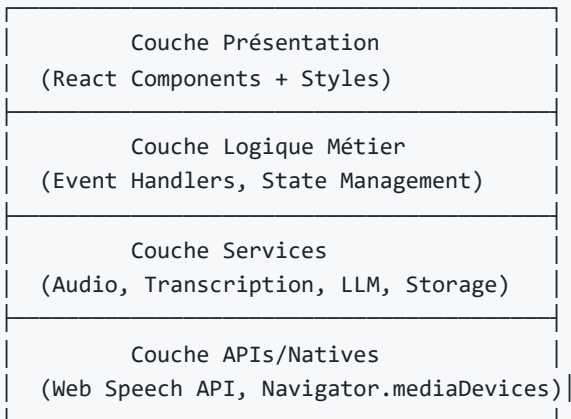 Couche Présentation
(React Components + Styles)
Couche Logique Métier
(Event Handlers, State Management)
Couche Services
(Audio, Transcription, LLM, Storage)
Couche APIs/Natives
(Web Speech API, Navigator.mediaDevices)